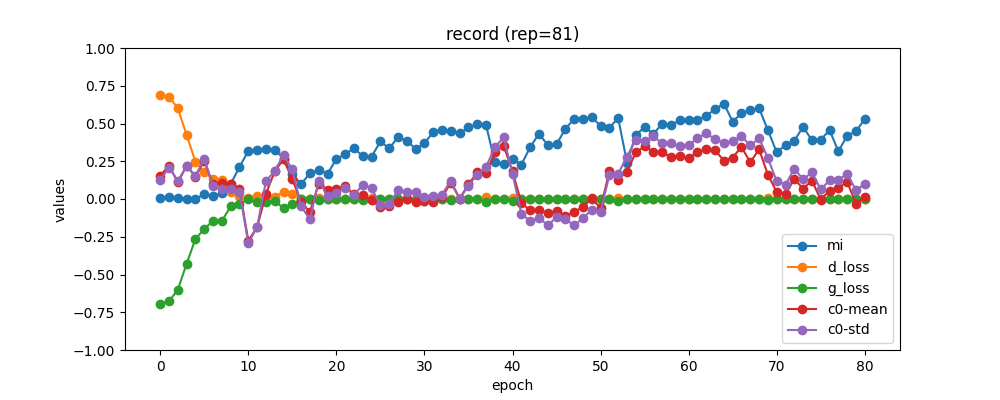 record (rep=81)
1.00
0.75
0.50
0.25
0.00
−0.25
−0.50
−0.75
−1.00
values
0 10 20 30 40 50 60 70 80
epoch
mi
d_loss
g_loss
c0-mean
c0-std